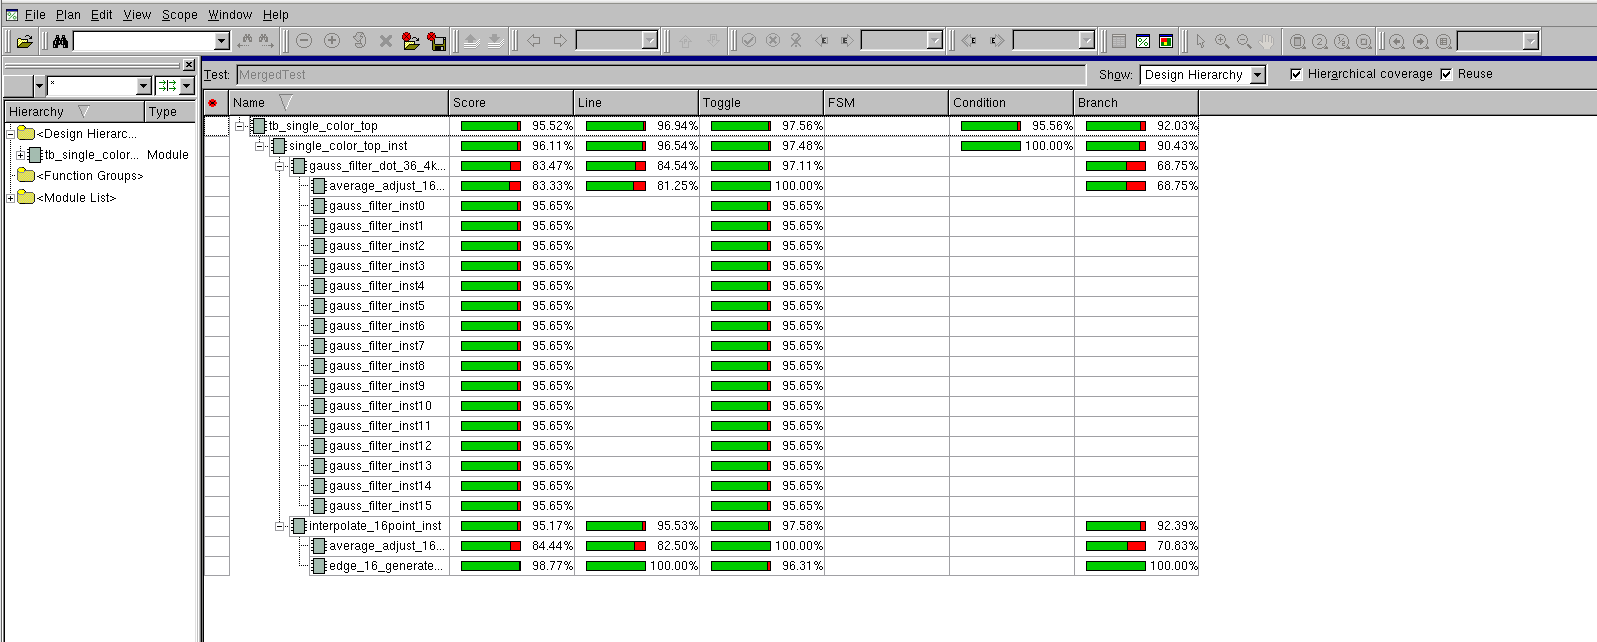 File Plan Edit View Scope Window Help
Test: MergedTest Show: Design Hierarchy Hierarchical coverage Reuse
*
Hierarchy Type
<Design Hierarc...
tb_single_color... Module
<Function Groups>
<Module List>
Name Score Line Toggle FSM Condition Branch
tb_single_color_top 95.52% 96.94% 97.56% 95.56% 92.03%
single_color_top_inst 96.11% 96.54% 97.48% 100.00% 90.43%
gauss_filter_dot_36_4k... 83.47% 84.54% 97.11% 68.75%
average_adjust_16... 83.33% 81.25% 100.00% 68.75%
gauss_filter_inst0 95.65% 95.65%
gauss_filter_inst1 95.65% 95.65%
gauss_filter_inst2 95.65% 95.65%
gauss_filter_inst3 95.65% 95.65%
gauss_filter_inst4 95.65% 95.65%
gauss_filter_inst5 95.65% 95.65%
gauss_filter_inst6 95.65% 95.65%
gauss_filter_inst7 95.65% 95.65%
gauss_filter_inst8 95.65% 95.65%
gauss_filter_inst9 95.65% 95.65%
gauss_filter_inst10 95.65% 95.65%
gauss_filter_inst11 95.65% 95.65%
gauss_filter_inst12 95.65% 95.65%
gauss_filter_inst13 95.65% 95.65%
gauss_filter_inst14 95.65% 95.65%
gauss_filter_inst15 95.65% 95.65%
interpolate_16point_inst 95.17% 95.53% 97.58% 92.39%
average_adjust_16... 84.44% 82.50% 100.00% 70.83%
edge_16_generate... 98.77% 100.00% 96.31% 100.00%